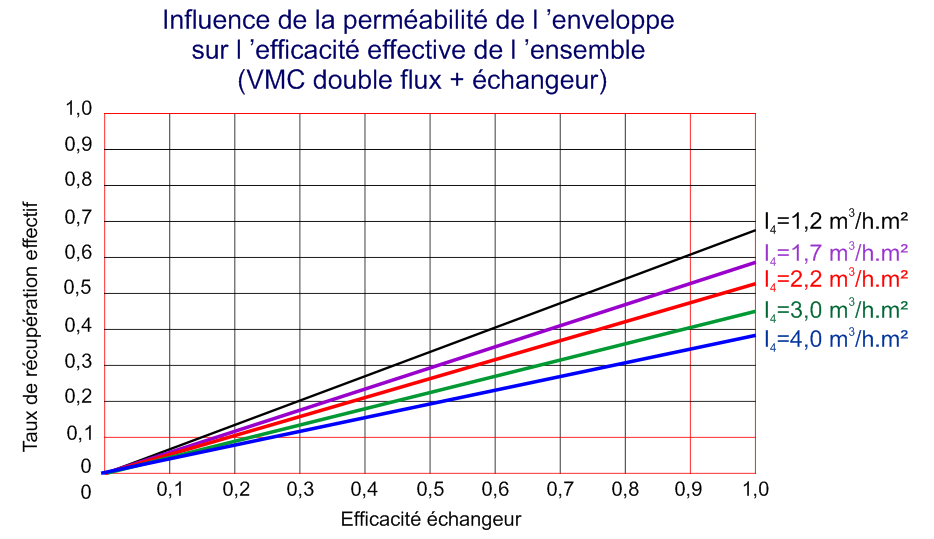 Influence de la perméabilité de l ’enveloppe
sur l ’efficacité effective de l ’ensemble
(VMC double flux + échangeur)
Taux de récupération effectif
1,0
0,9
0,8
0,7
0,6
0,5
0,4
0,3
0,2
0,1
0
0
0,1
0,2
0,3
0,4
0,5
0,6
0,7
0,8
0,9
1,0
Efficacité échangeur
I₄=1,2 m³/h.m²
I₄=1,7 m³/h.m²
I₄=2,2 m³/h.m²
I₄=3,0 m³/h.m²
I₄=4,0 m³/h.m²